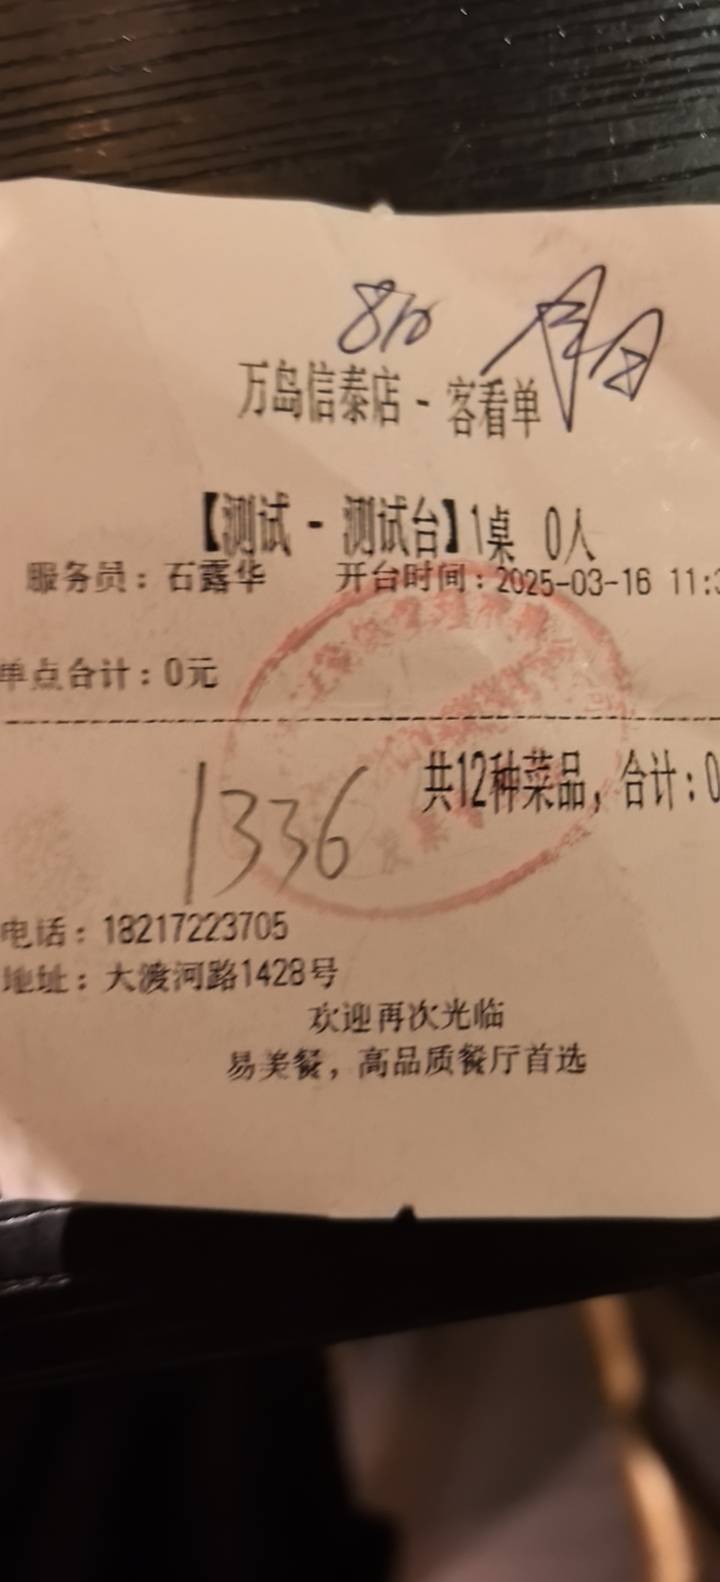 万岛信泰店 - 客看单
【测试 - 测试台】1桌 0人
服务员：石露华 开台时间：2025-03-16 11:3
单点合计：0元
共12种菜品，合计：0
1336
电话：18217223705
地址：大渡河路1428号
欢迎再次光临
易美餐，高品质餐厅首选